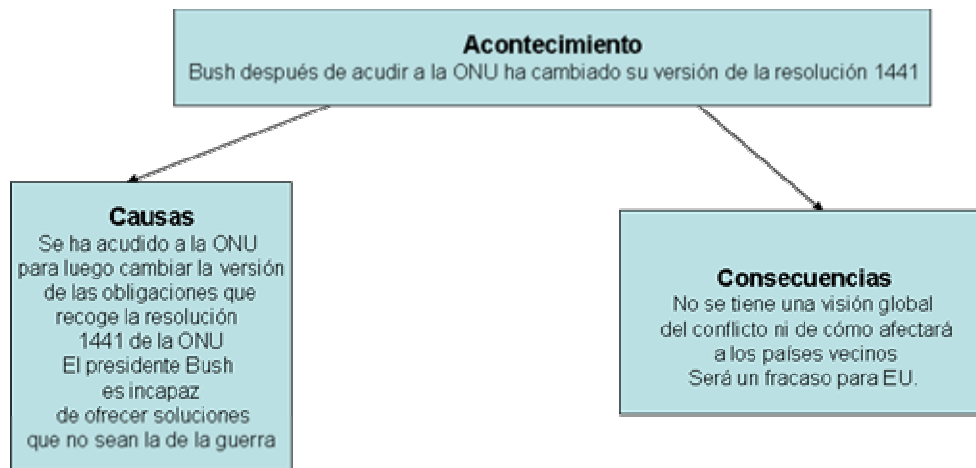 Acontecimiento
Bush después de acudir a la ONU ha cambiado su versión de la resolución 1441
Causas
Se ha acudido a la ONU
para luego cambiar la versión
de las obligaciones que
recoge la resolución
1441 de la ONU
El presidente Bush
es incapaz
de ofrecer soluciones
que no sean la de la guerra
Consecuencias
No se tiene una visión global
del conflicto ni de cómo afectará
a los países vecinos
Será un fracaso para EU.